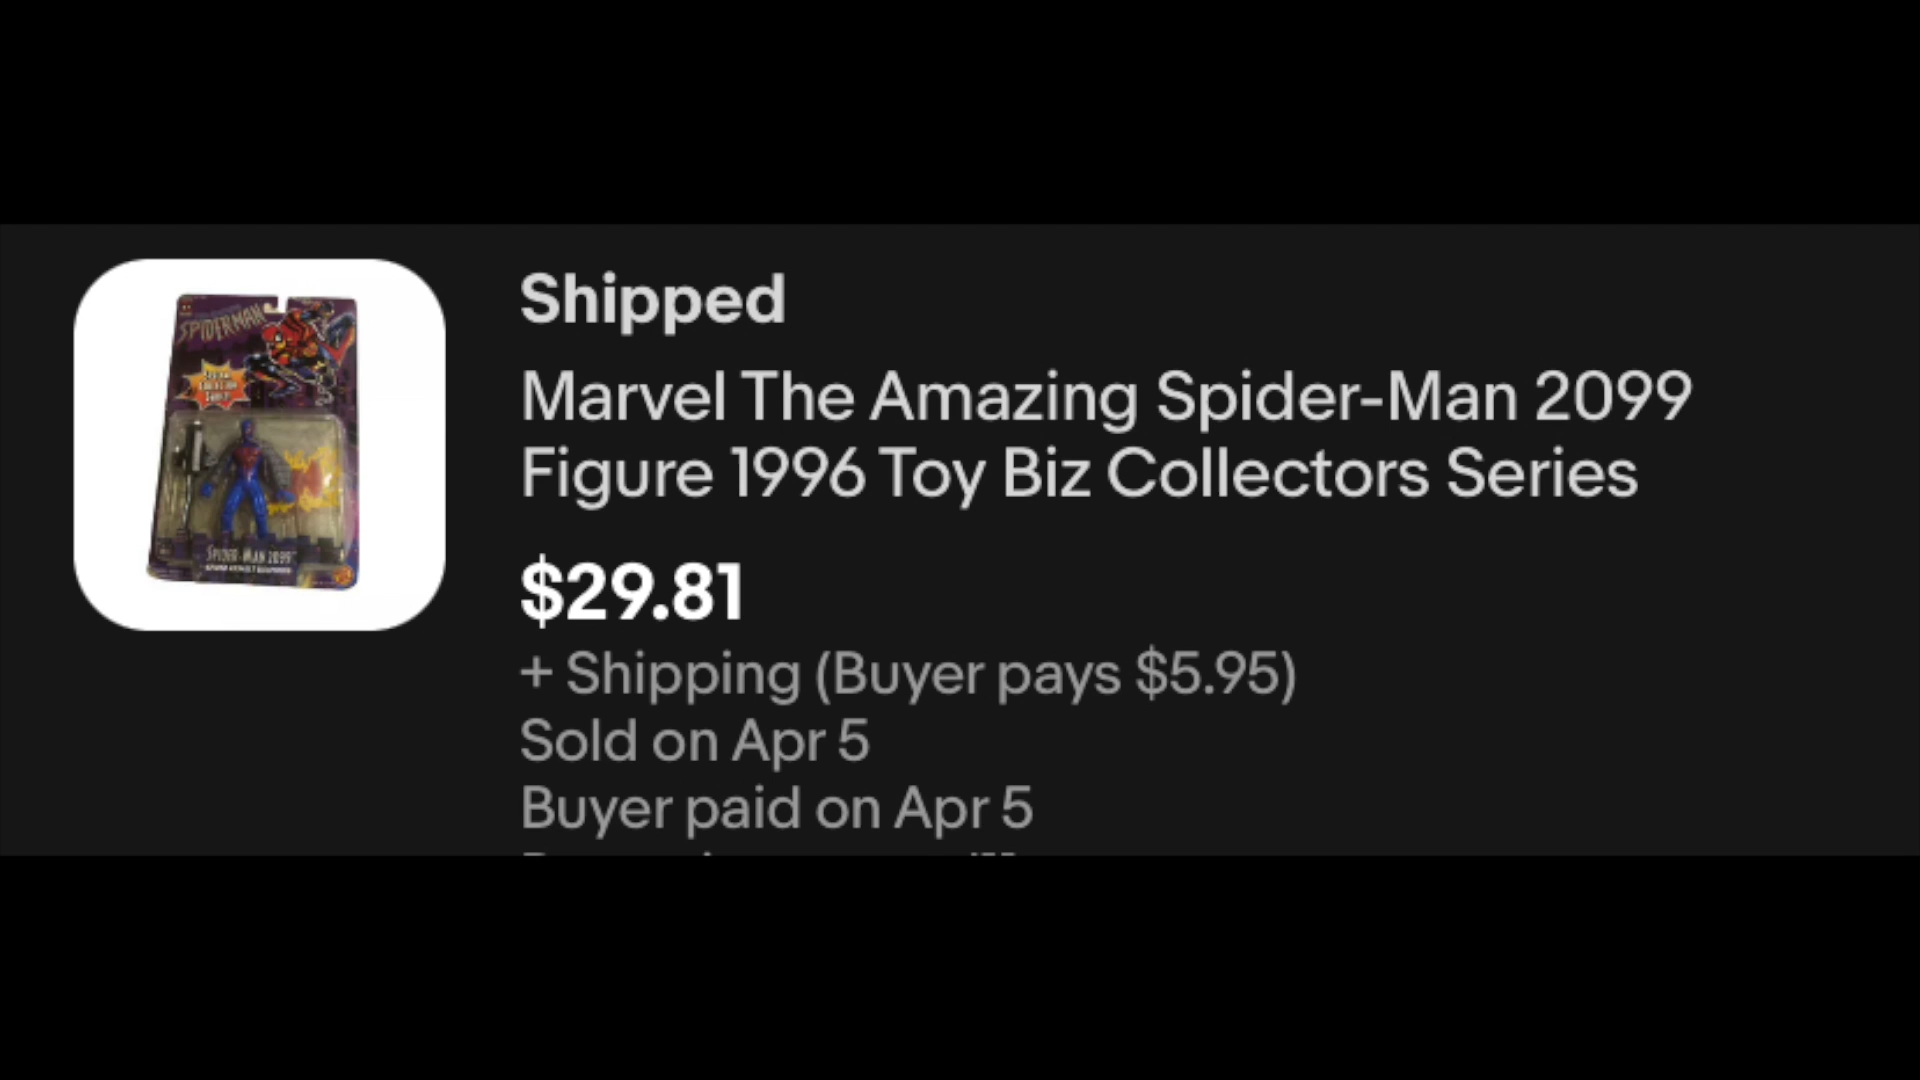 SPIDER-MAN
SPIDER-MAN 2099
Shipped
Marvel The Amazing Spider-Man 2099
Figure 1996 Toy Biz Collectors Series
$29.81
+ Shipping (Buyer pays $5.95)
Sold on Apr 5
Buyer paid on Apr 5